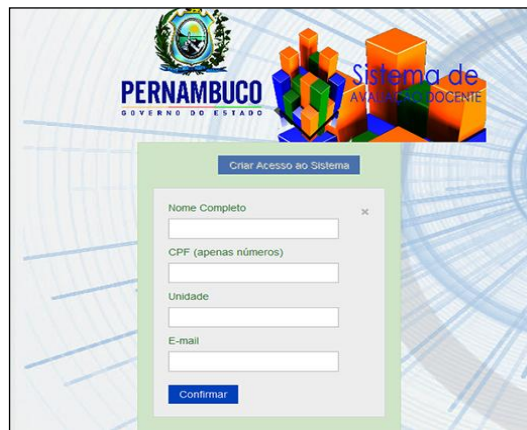 PERNAMBUCO
GOVERNO DO ESTADO
Sistema de
AVALIAÇÃO DOCENTE
Criar Acesso ao Sistema
Nome Completo
CPF (apenas números)
Unidade
E-mail
Confirmar